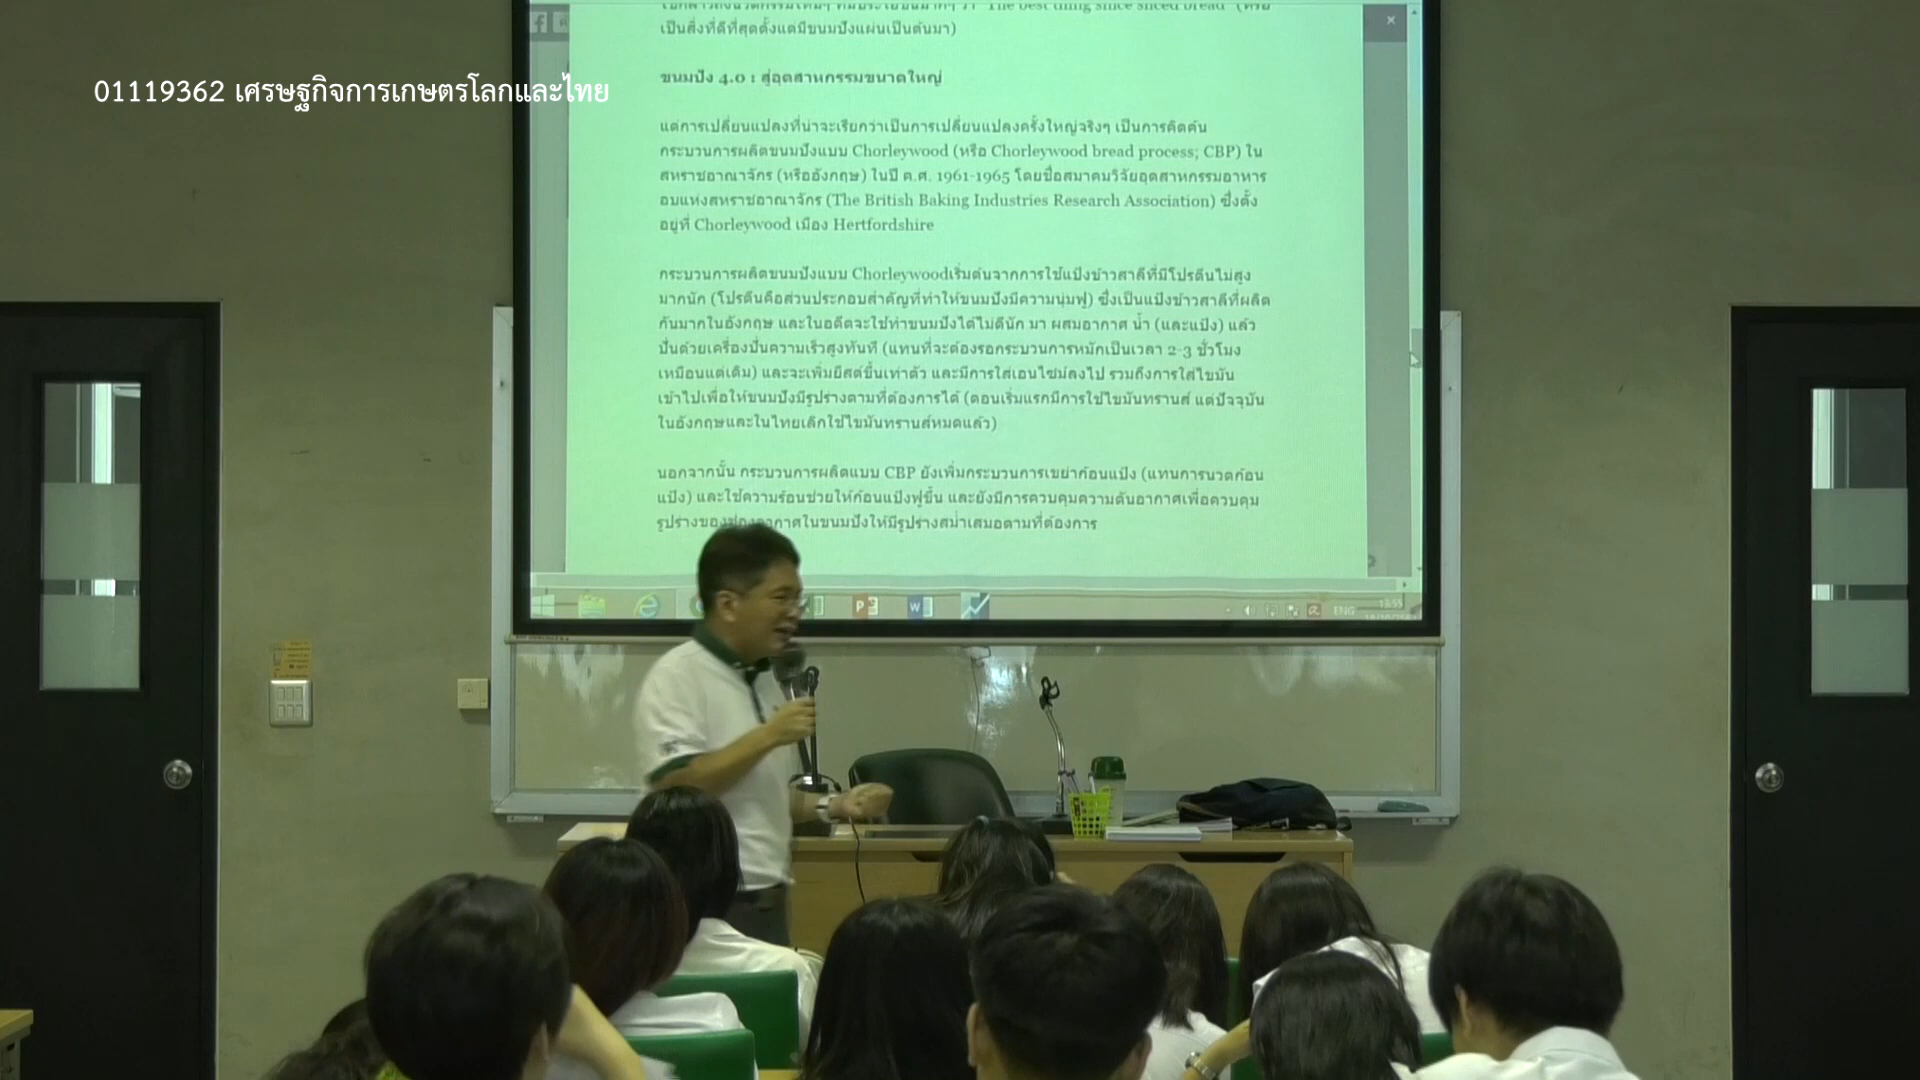 01119362 เศรษฐกิจการเกษตรโลกและไทย
"The best thing since sliced bread" (หรือ
เป็นสิ่งที่ดีที่สุดตั้งแต่มีขนมปังแผ่นเป็นต้นมา)
ขนมปัง 4.0 : สู่อุตสาหกรรมขนาดใหญ่
แต่การเปลี่ยนแปลงที่น่าจะเรียกว่าเป็นการเปลี่ยนแปลงครั้งใหญ่จริงๆ เป็นการคิดค้น
กระบวนการผลิตขนมปังแบบ Chorleywood (หรือ Chorleywood bread process; CBP) ใน
สหราชอาณาจักร (หรืออังกฤษ) ในปี ค.ศ. 1961-1965 โดยชื่อสมาคมวิจัยอุตสาหกรรมอาหาร
อบแห่งสหราชอาณาจักร (The British Baking Industries Research Association) ซึ่งตั้ง
อยู่ที่ Chorleywood เมือง Hertfordshire
กระบวนการผลิตขนมปังแบบ Chorleywoodเริ่มต้นจากการใช้แป้งข้าวสาลีที่มีโปรตีนไม่สูง
มากนัก (โปรตีนคือส่วนประกอบสำคัญที่ทำให้ขนมปังมีความนุ่มฟู) ซึ่งเป็นแป้งข้าวสาลีที่ผลิต
กันมากในอังกฤษ และในอดีตจะใช้ทำขนมปังได้ไม่ดีนัก มา ผสมอากาศ น้ำ (และแป้ง) แล้ว
ปั่นด้วยเครื่องปั่นความเร็วสูงทันที (แทนที่จะต้องรอกระบวนการหมักเป็นเวลา 2-3 ชั่วโมง
เหมือนแต่เดิม) และจะเพิ่มยีสต์ขึ้นเท่าตัว และมีการใส่เอนไซม์ลงไป รวมถึงการใส่ไขมัน
เข้าไปเพื่อให้ขนมปังมีรูปร่างตามที่ต้องการได้ (ตอนเริ่มแรกมีการใช้ไขมันทรานส์ แต่ปัจจุบัน
ในอังกฤษและในไทยเลิกใช้ไขมันทรานส์หมดแล้ว)
นอกจากนั้น กระบวนการผลิตแบบ CBP ยังเพิ่มกระบวนการเขย่าก้อนแป้ง (แทนการนวดก้อน
แป้ง) และใช้ความร้อนช่วยให้ก้อนแป้งฟูขึ้น และยังมีการควบคุมความดันอากาศเพื่อควบคุม
รูปร่างของช่องอากาศในขนมปังให้มีรูปร่างสม่ำเสมอตามที่ต้องการ
ENG
13:55